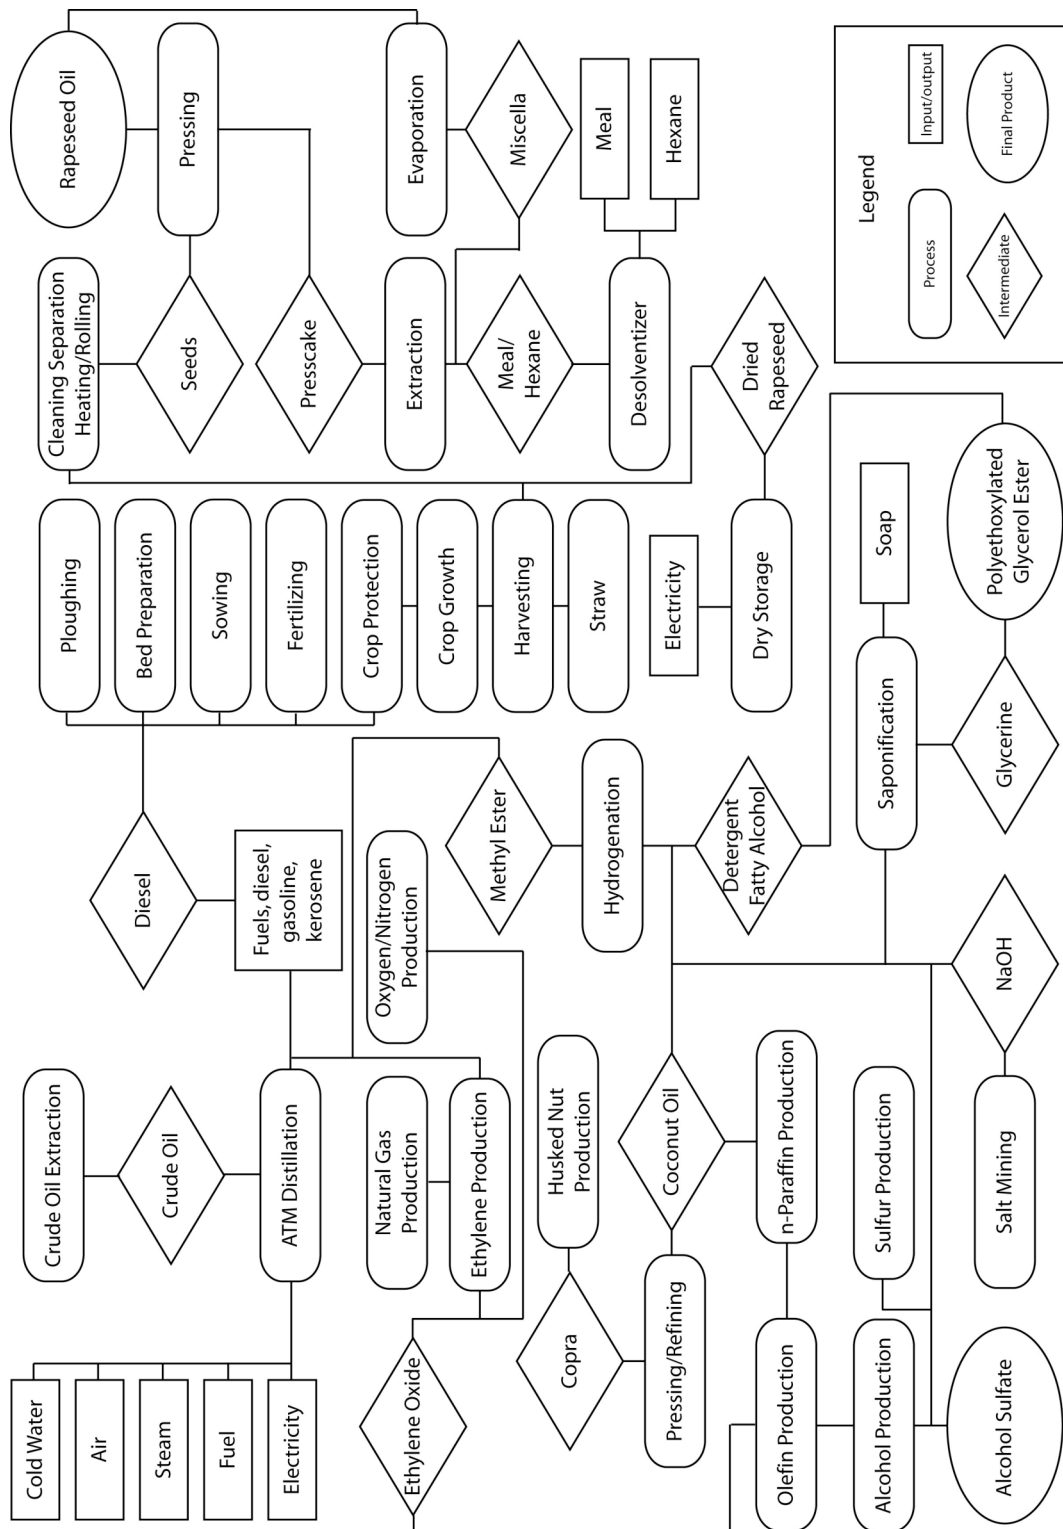 Cold Water
Air
Steam
Fuel
Electricity
Crude Oil Extraction
Crude Oil
ATM Distillation
Fuels, diesel,
gasoline,
kerosene
Diesel
Ploughing
Bed Preparation
Sowing
Fertilizing
Crop Protection
Crop Growth
Harvesting
Straw
Cleaning Separation
Heating/Rolling
Seeds
Pressing
Rapeseed Oil
Presscake
Extraction
Evaporation
Miscella
Meal/
Hexane
Desolventizer
Meal
Hexane
Dried
Rapeseed
Electricity
Dry Storage
Ethylene Oxide
Natural Gas
Production
Ethylene Production
Oxygen/Nitrogen
Production
Methyl Ester
Hydrogenation
Detergent
Fatty Alcohol
Copra
Husked Nut
Production
Pressing/Refining
Coconut Oil
Olefin Production
n-Paraffin Production
Alcohol Production
Sulfur Production
Alcohol Sulfate
Salt Mining
NaOH
Saponification
Soap
Glycerine
Polyethoxylated
Glycerol Ester
Legend
Process
Input/output
Intermediate
Final Product